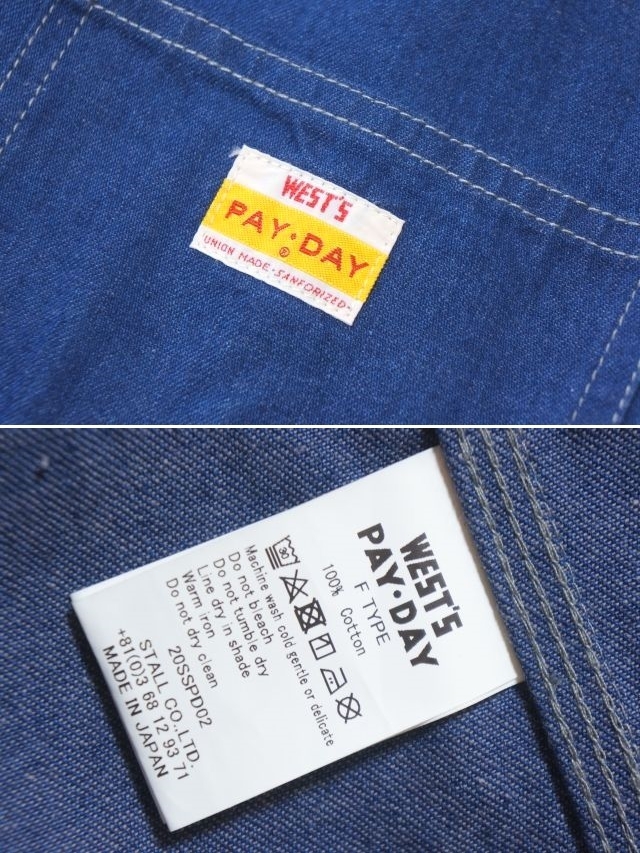 WEST'S
PAY·DAY
®
UNION MADE·SANFORIZED·
WEST'S
PAY·DAY
F TYPE
100% Cotton
30
Machine wash cold gentle or delicate
Do not bleach
Do not tumble dry
Line dry in shade
Warm iron
Do not dry clean
20SSPD02
STALL CO.,LTD.
+81(0)3 68 12 93 71
MADE IN JAPAN